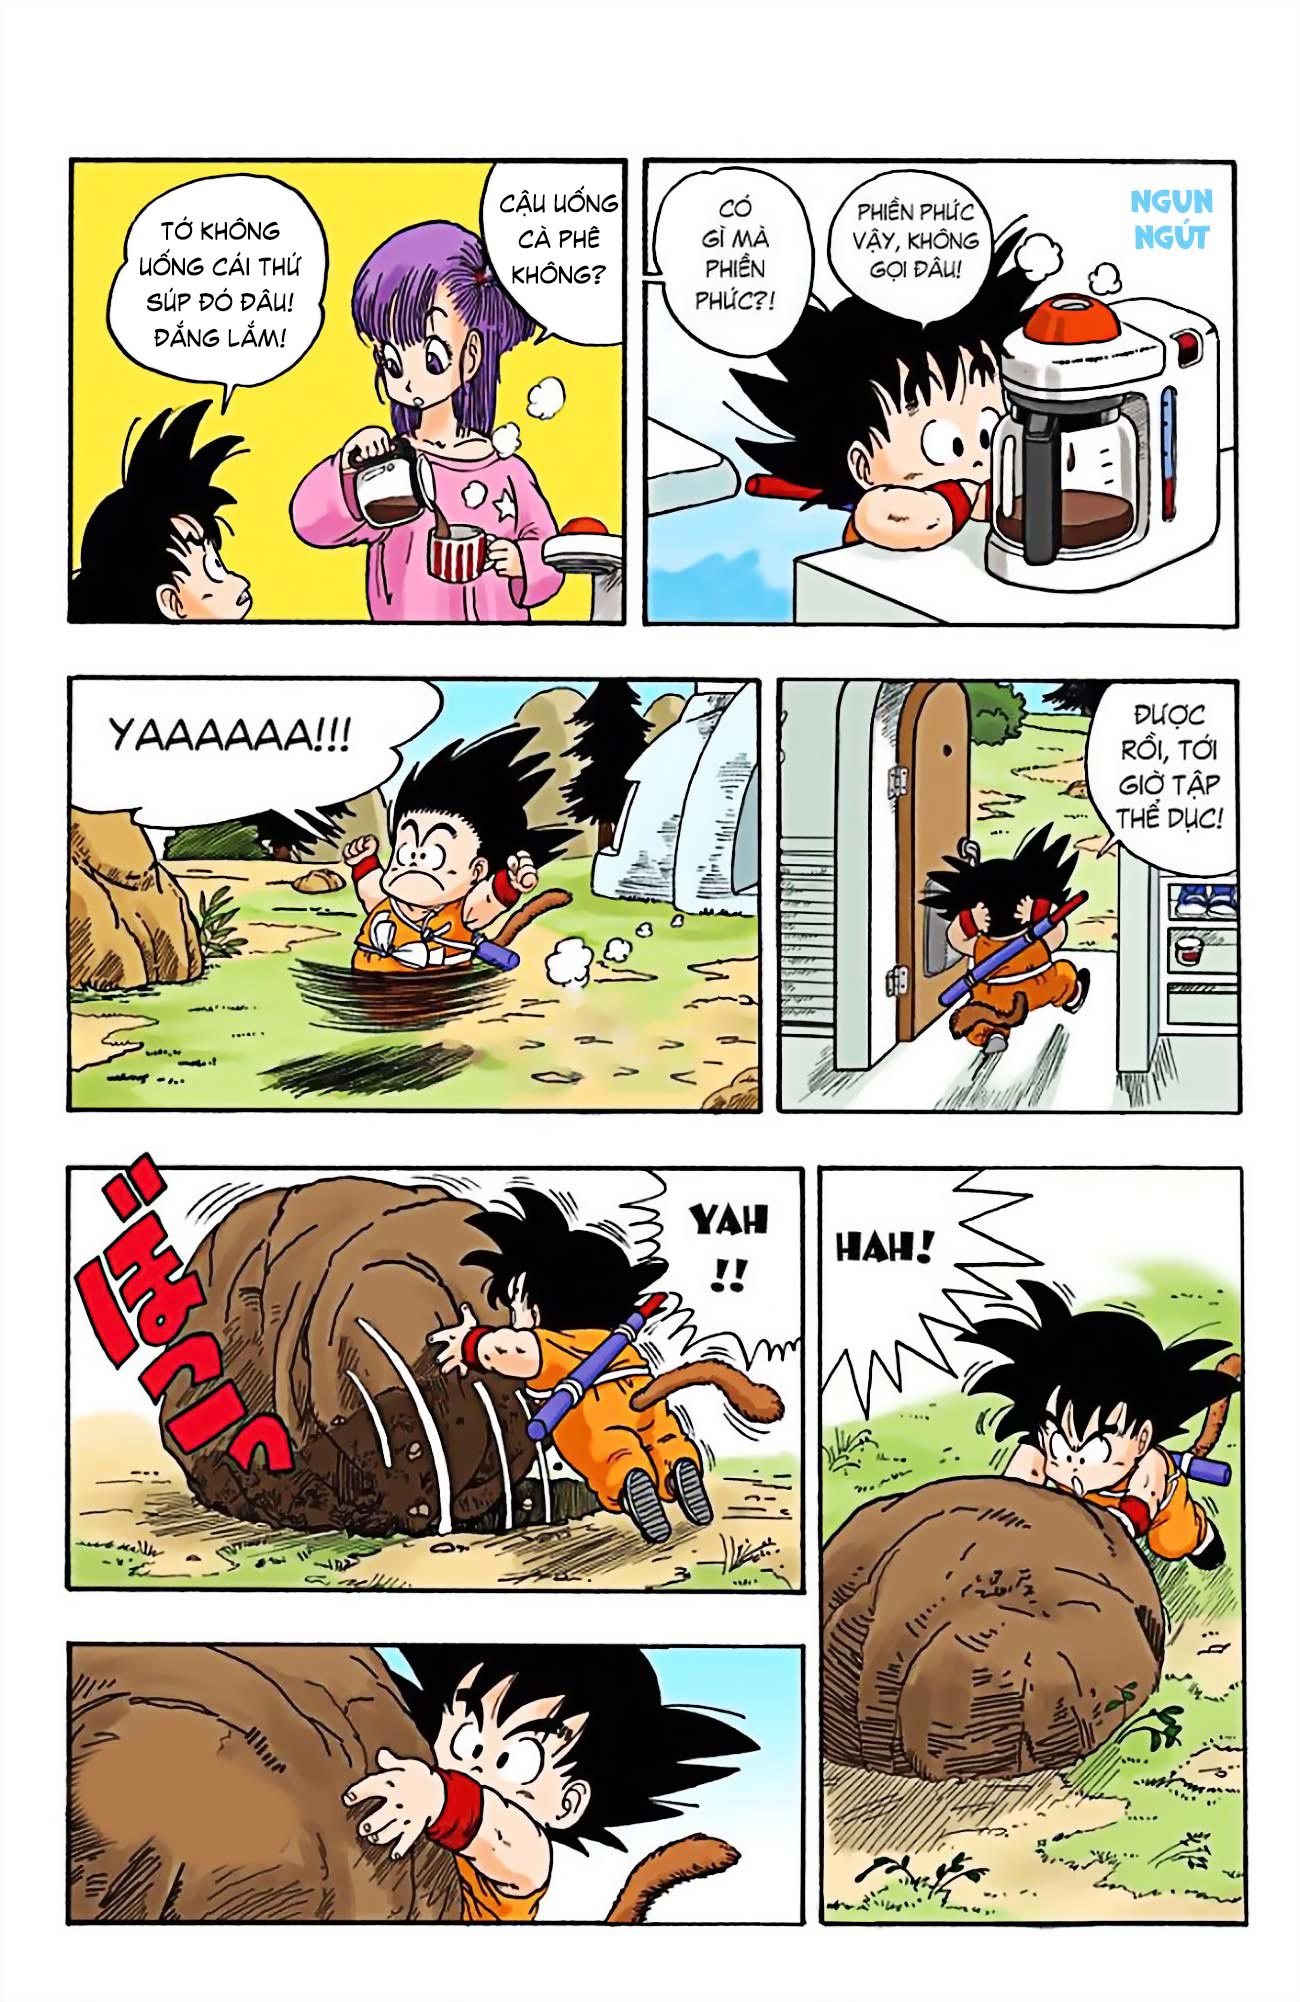 PHIỀN PHỨC
VẬY, KHÔNG
GỌI ĐÂU!
NGUN
NGÚT
CÓ
GÌ MÀ
PHIỀN
PHỨC?!
CẬU UỐNG
CÀ PHÊ
KHÔNG?
TỚ KHÔNG
UỐNG CÁI THỨ
SÚP ĐÓ ĐÂU!
ĐẮNG LẮM!
ĐƯỢC
RỒI, TỚI
GIỜ TẬP
THỂ DỤC!
YAAAAAA!!!
HAH!
YAH
!!
ぼっっ